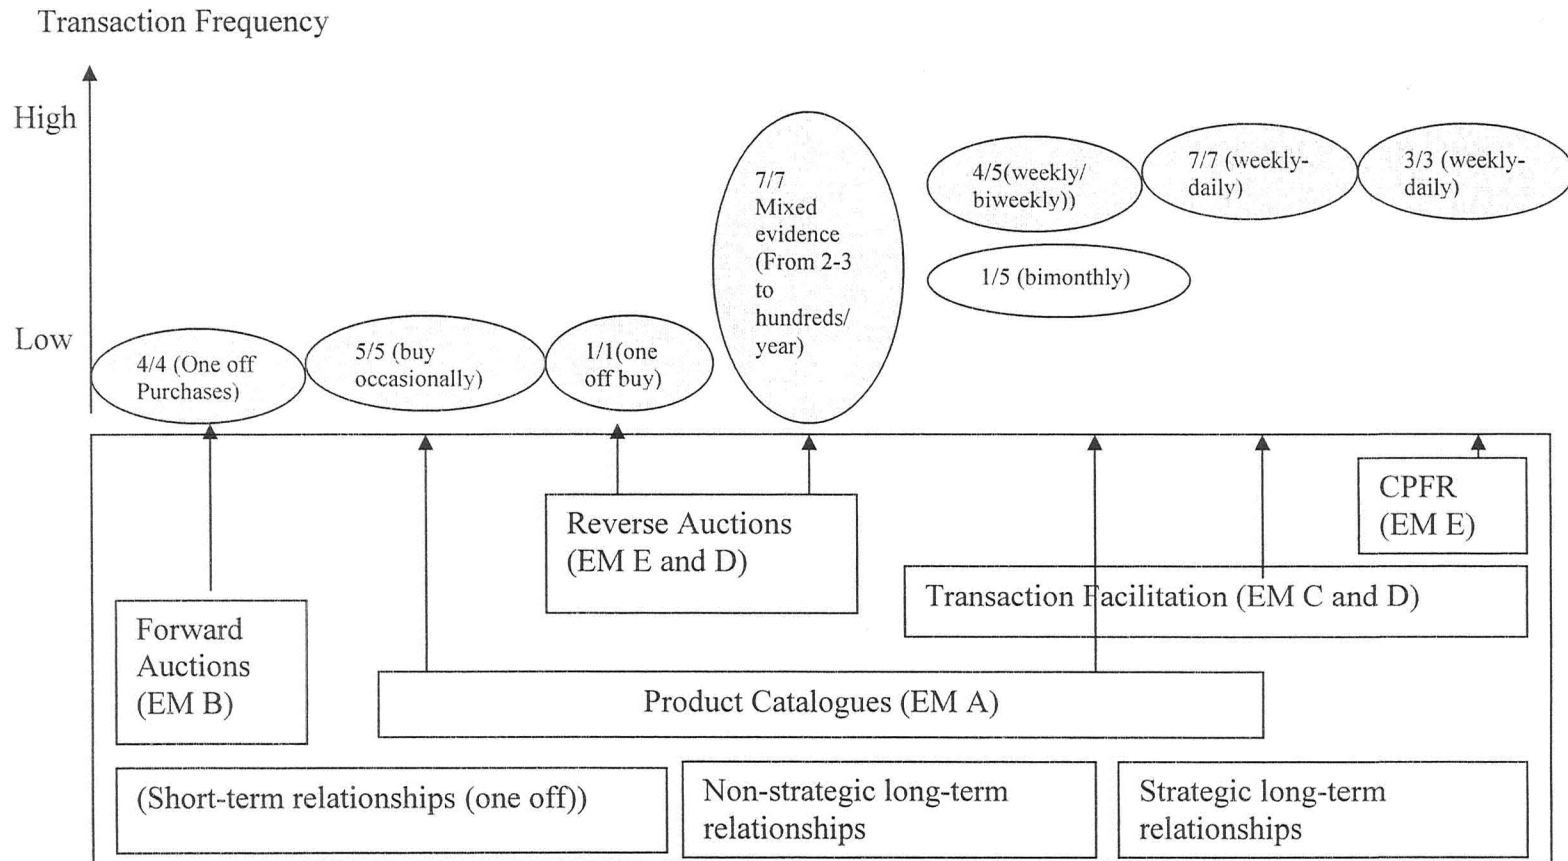 Transaction Frequency
High
Low
4/4 (One off
Purchases)
5/5 (buy
occasionally)
1/1(one
off buy)
7/7
Mixed
evidence
(From 2-3
to
hundreds/
year)
4/5(weekly/
biweekly))
1/5 (bimonthly)
7/7 (weekly-
daily)
3/3 (weekly-
daily)
CPFR
(EM E)
Reverse Auctions
(EM E and D)
Transaction Facilitation (EM C and D)
Forward
Auctions
(EM B)
Product Catalogues (EM A)
(Short-term relationships (one off))
Non-strategic long-term
relationships
Strategic long-term
relationships